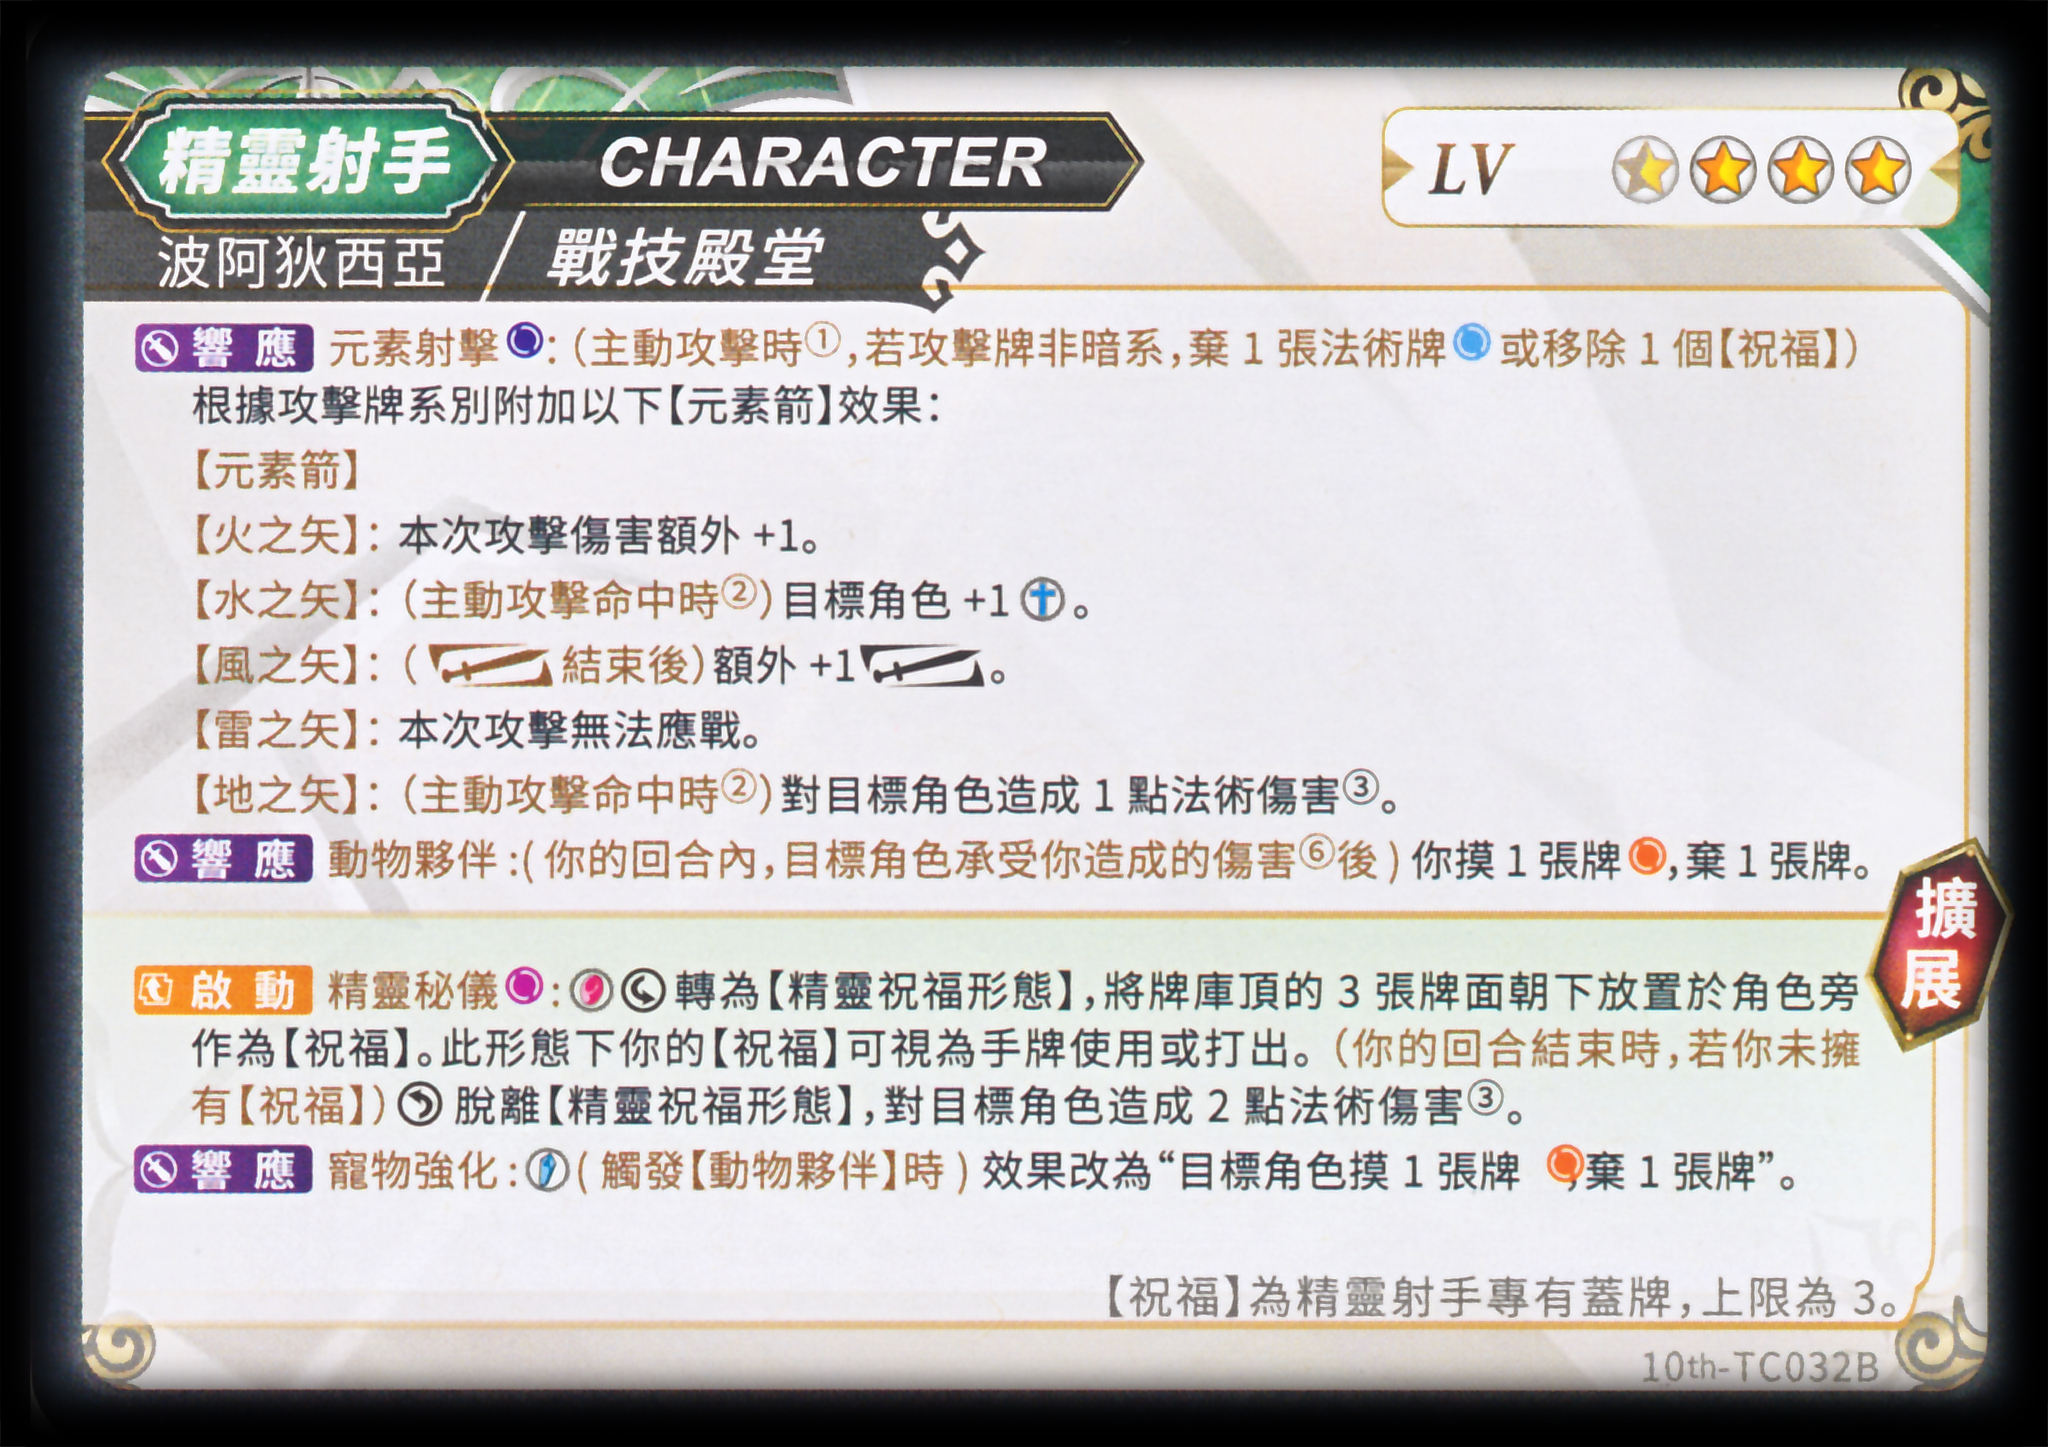 精靈射手 CHARACTER LV
波阿狄西亞 / 戰技殿堂
響應 元素射擊:(主動攻擊時①,若攻擊牌非暗系,棄 1 張法術牌 或移除 1 個【祝福】)
根據攻擊牌系別附加以下【元素箭】效果:
【元素箭】
【火之矢】:本次攻擊傷害額外 +1。
【水之矢】:(主動攻擊命中時②)目標角色 +1 。
【風之矢】:( 結束後)額外 +1 。
【雷之矢】:本次攻擊無法應戰。
【地之矢】:(主動攻擊命中時②)對目標角色造成 1 點法術傷害③。
響應 動物夥伴:(你的回合內,目標角色承受你造成的傷害⑥後)你摸 1 張牌 ,棄 1 張牌。
擴展
啟動 精靈秘儀: 轉為【精靈祝福形態】,將牌庫頂的 3 張牌面朝下放置於角色旁
作為【祝福】。此形態下你的【祝福】可視為手牌使用或打出。(你的回合結束時,若你未擁
有【祝福】) 脫離【精靈祝福形態】,對目標角色造成 2 點法術傷害③。
響應 寵物強化: (觸發【動物夥伴】時)效果改為“目標角色摸 1 張牌 ,棄 1 張牌”。
【祝福】為精靈射手專有蓋牌,上限為 3。
10th-TC032B